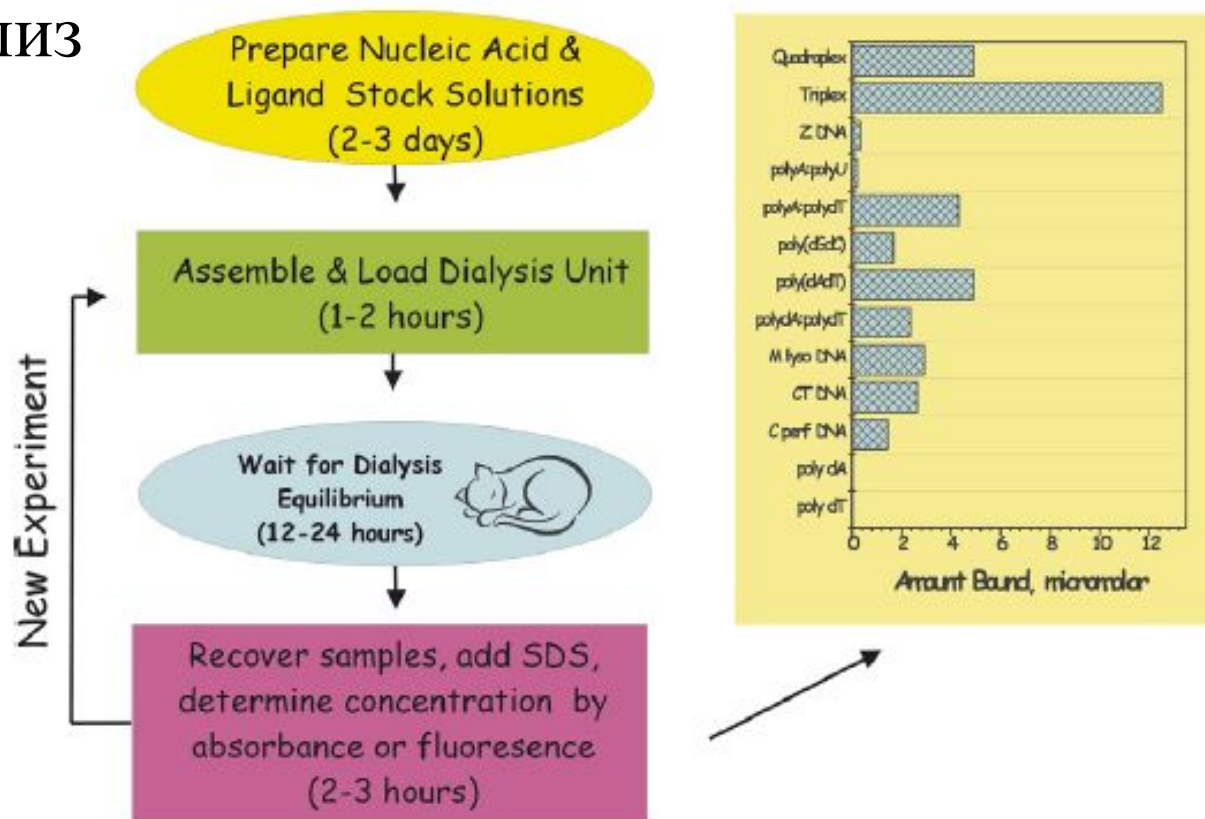 лиз
Prepare Nucleic Acid &
Ligand Stock Solutions
(2-3 days)
Assemble & Load Dialysis Unit
(1-2 hours)
Wait for Dialysis
Equilibrium
(12-24 hours)
Recover samples, add SDS,
determine concentration by
absorbance or fluoresence
(2-3 hours)
New Experiment
Quadruplex
Triplex
Z DNA
polyA:polyU
polyA:polydT
poly(dGdC)
poly(dAdT)
polydA:polydT
M lyso DNA
CT DNA
C perf DNA
poly dA
poly dT
0 2 4 6 8 10 12
Amount Bound, micromolar